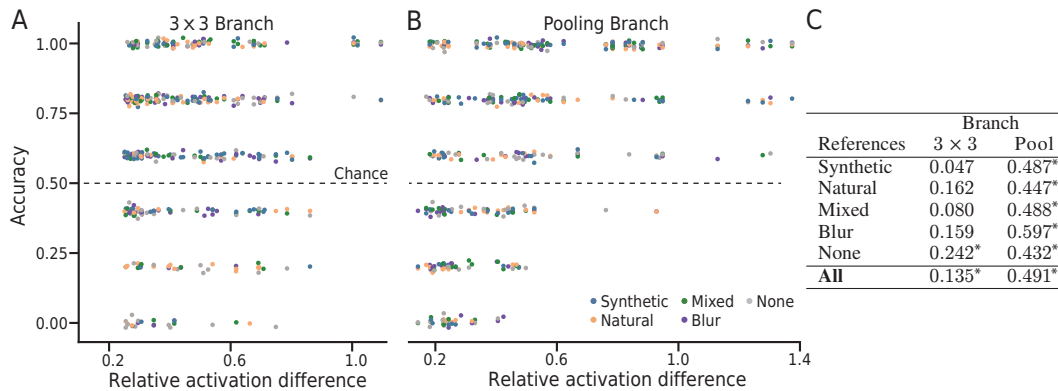 A
3 × 3 Branch
B
Pooling Branch
C
Accuracy
1.00
0.75
0.50
0.25
0.00
Chance
Synthetic
Mixed
None
Natural
Blur
0.2
0.6
1.0
0.2
0.6
1.0
1.4
Relative activation difference
Relative activation difference
Branch
References 3 × 3 Pool
Synthetic 0.047 0.487*
Natural 0.162 0.447*
Mixed 0.080 0.488*
Blur 0.159 0.597*
None 0.242* 0.432*
All 0.135* 0.491*